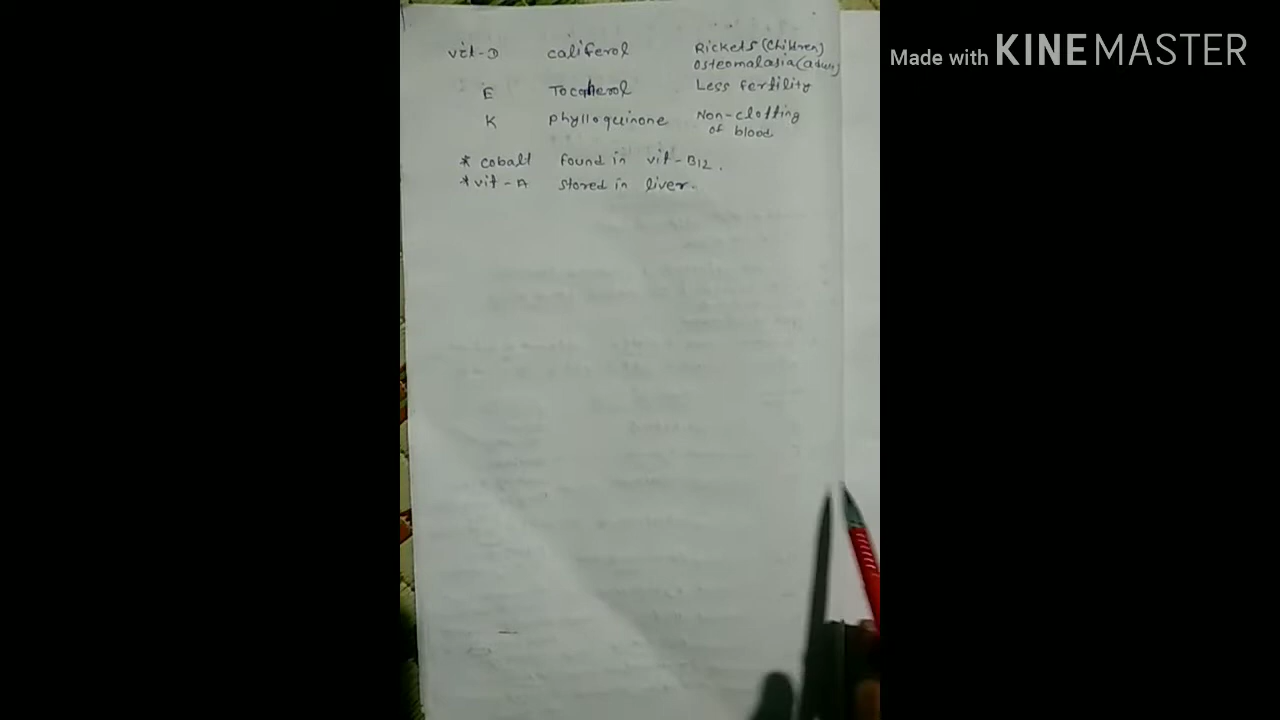 Made with KINEMASTER
vit-D califerol Rickets (children)
osteomalasia (adult)
E Tocaherol Less fertility
K phylloquinone Non-clotting
of blood
* cobalt found in vit-B12.
* vit-A stored in liver.